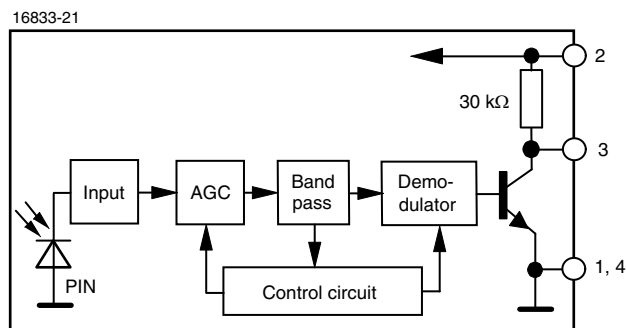 16833-21
2
30 kΩ
3
Input
AGC
Band
pass
Demo-
dulator
PIN
Control circuit
1, 4